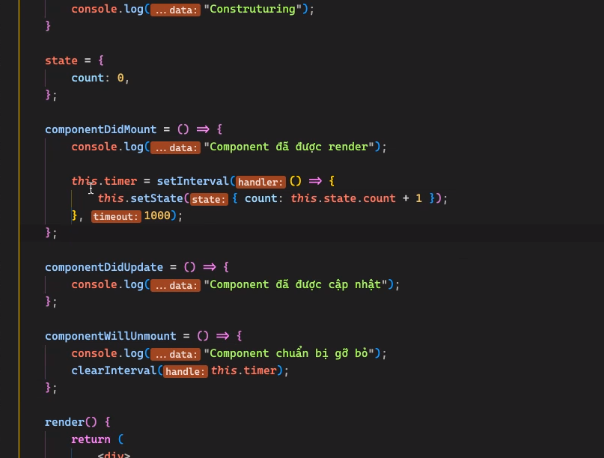 console.log(...data: "Construturing");
}
state = {
count: 0,
};
componentDidMount = () => {
console.log(...data: "Component đã được render");
this.timer = setInterval(handler: () => {
this.setState(state: { count: this.state.count + 1 });
}, timeout: 1000);
};
componentDidUpdate = () => {
console.log(...data: "Component đã được cập nhật");
};
componentWillUnmount = () => {
console.log(...data: "Component chuẩn bị gỡ bỏ");
clearInterval(handle: this.timer);
};
render() {
return (
<div>